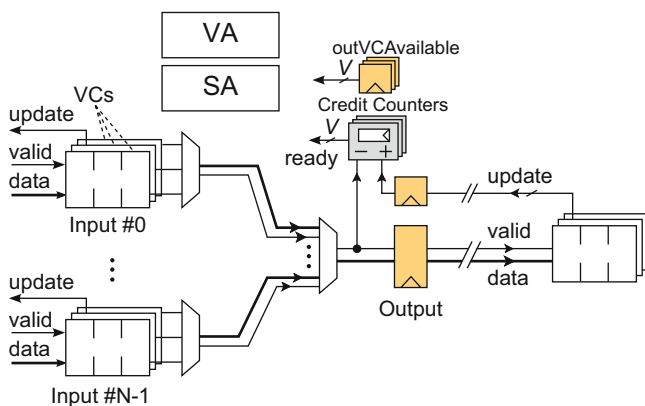 VA
outVCAvailable
V
SA
VCs
Credit Counters
update
V
valid
ready
− +
update
data
Input #0
valid
data
Output
update
valid
data
Input #N-1